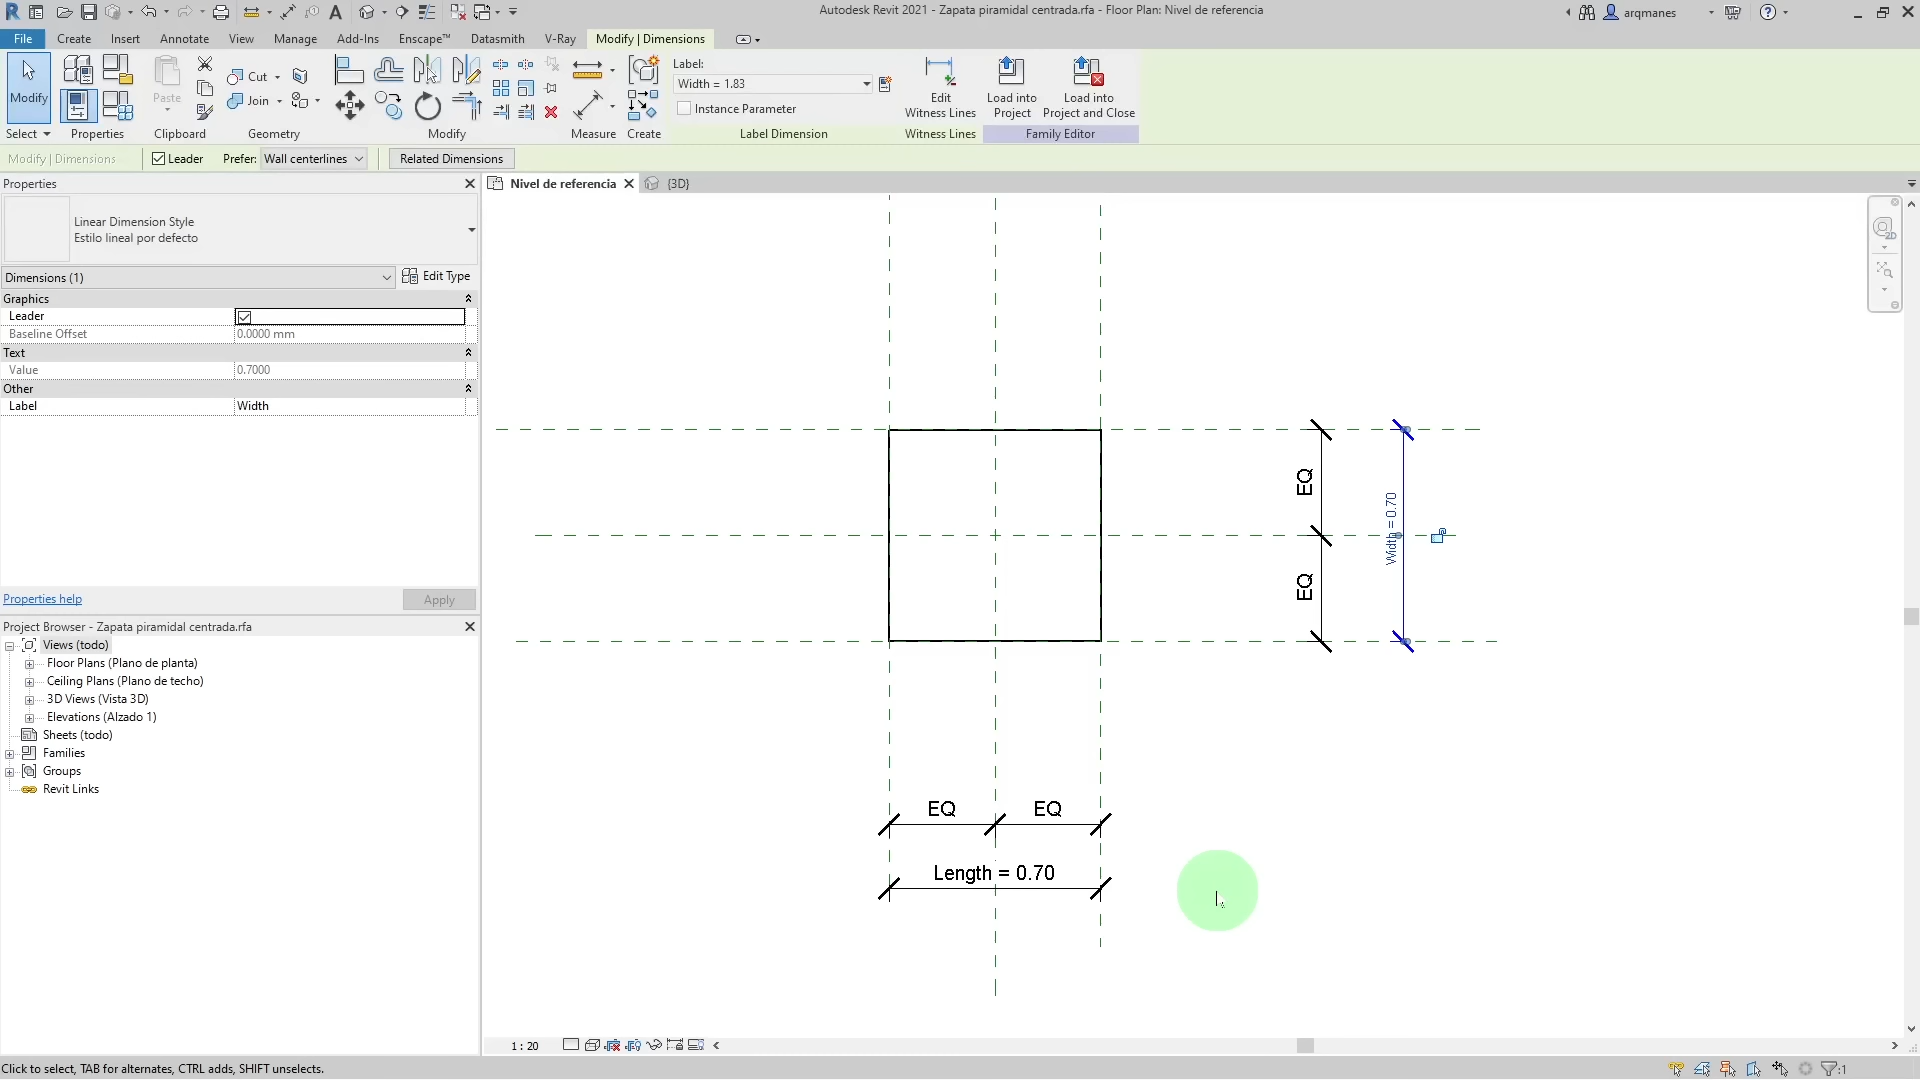 Autodesk Revit 2021 - Zapata piramidal centrada.rfa - Floor Plan: Nivel de referencia
arqmanes
File
Create
Insert
Annotate
View
Manage
Add-Ins
Enscape™
Datasmith
V-Ray
Modify | Dimensions
Modify
Select
Properties
Paste
Clipboard
Cut
Join
Geometry
Modify
Measure
Create
Label:
Width = 1.83
Instance Parameter
Label Dimension
Edit
Witness Lines
Witness Lines
Load into
Project
Load into
Project and Close
Family Editor
Modify | Dimensions
Leader
Prefer:
Wall centerlines
Related Dimensions
Properties
Linear Dimension Style
Estilo lineal por defecto
Dimensions (1)
Edit Type
Graphics
Leader
Baseline Offset
0.0000 mm
Text
Value
0.7000
Other
Label
Width
Properties help
Apply
Project Browser - Zapata piramidal centrada.rfa
Views (todo)
Floor Plans (Plano de planta)
Ceiling Plans (Plano de techo)
3D Views (Vista 3D)
Elevations (Alzado 1)
Sheets (todo)
Families
Groups
Revit Links
Nivel de referencia
{3D}
2D
EQ
EQ
Width = 0.70
EQ
EQ
Length = 0.70
1 : 20
Click to select, TAB for alternates, CTRL adds, SHIFT unselects.
:1